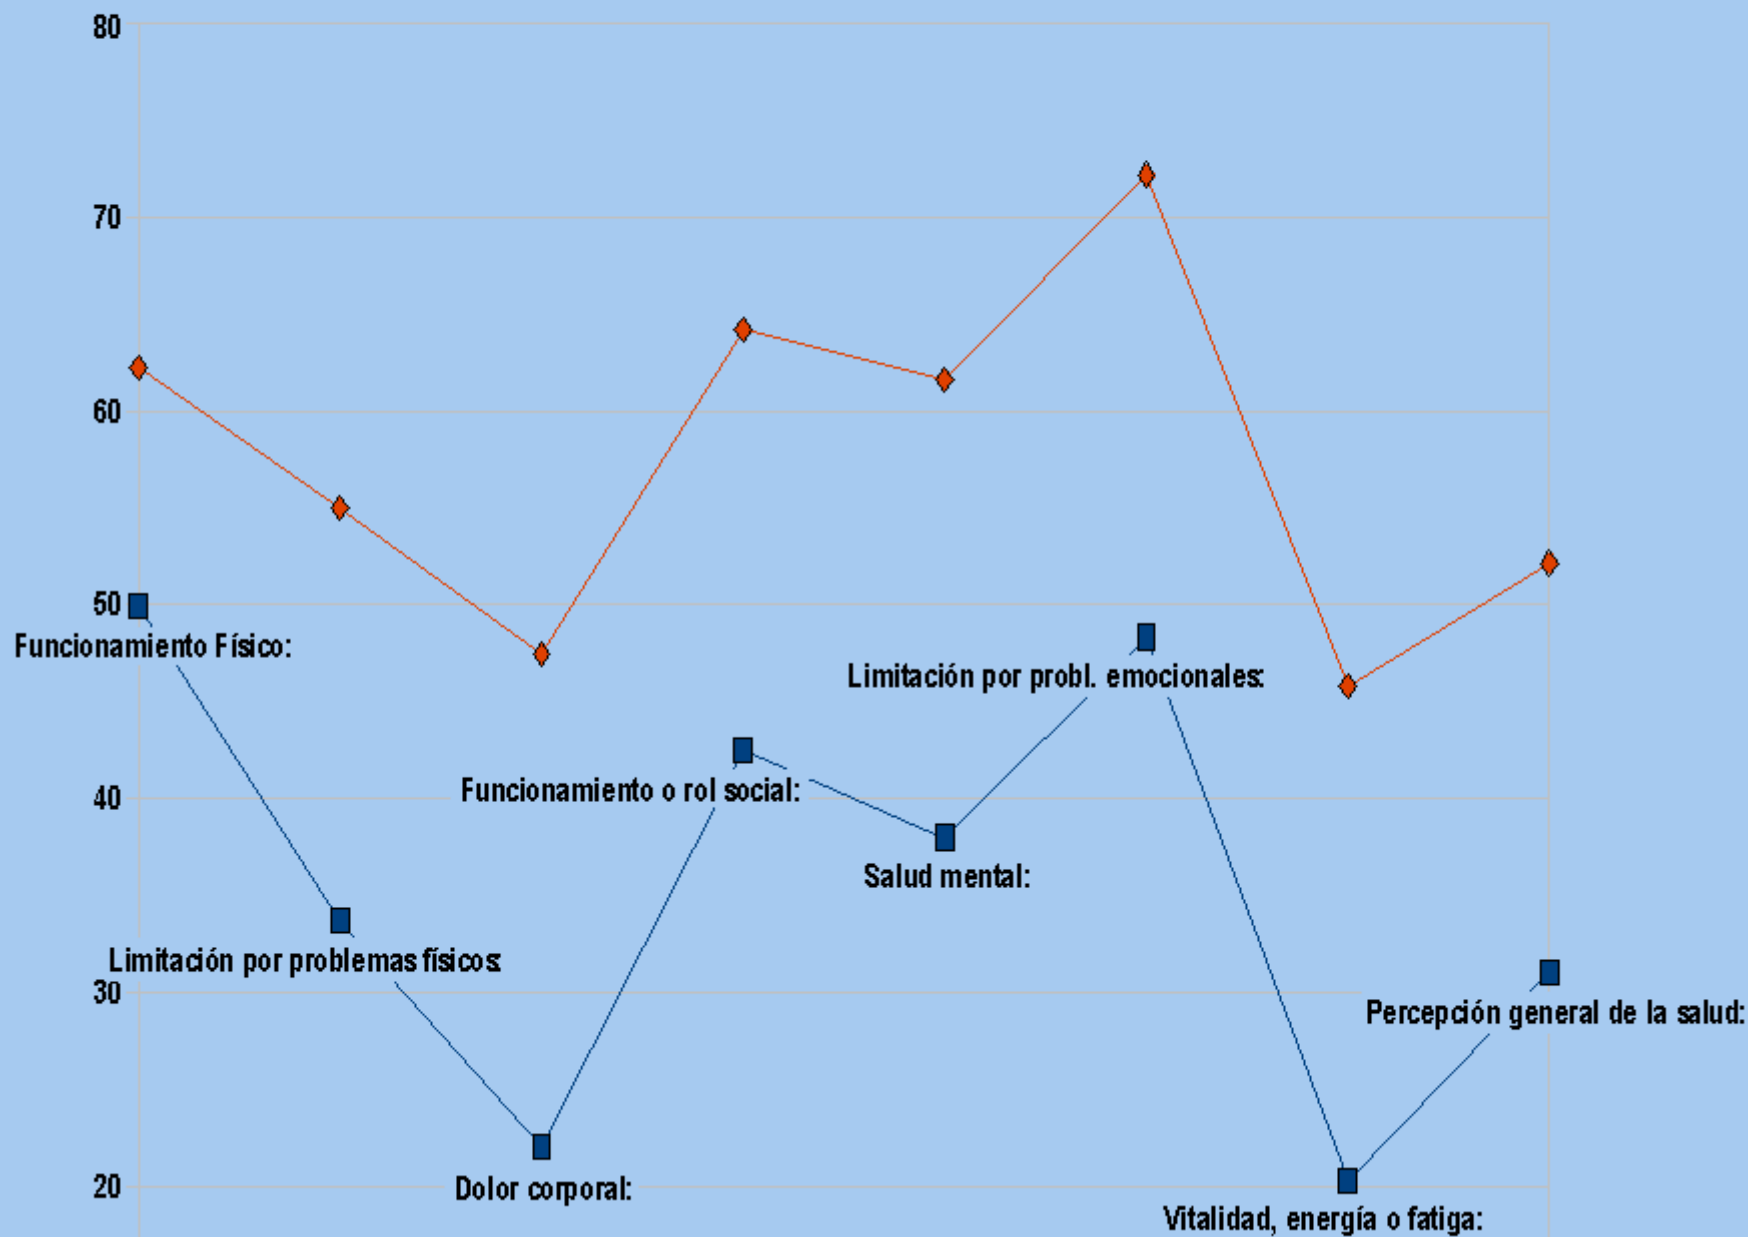 80
70
60
50
Funcionamiento Físico:
Limitación por probl. emocionales:
Funcionamiento o rol social:
40
Salud mental:
Limitación por problemas físicos:
30
Percepción general de la salud:
Dolor corporal:
20
Vitalidad, energía o fatiga: